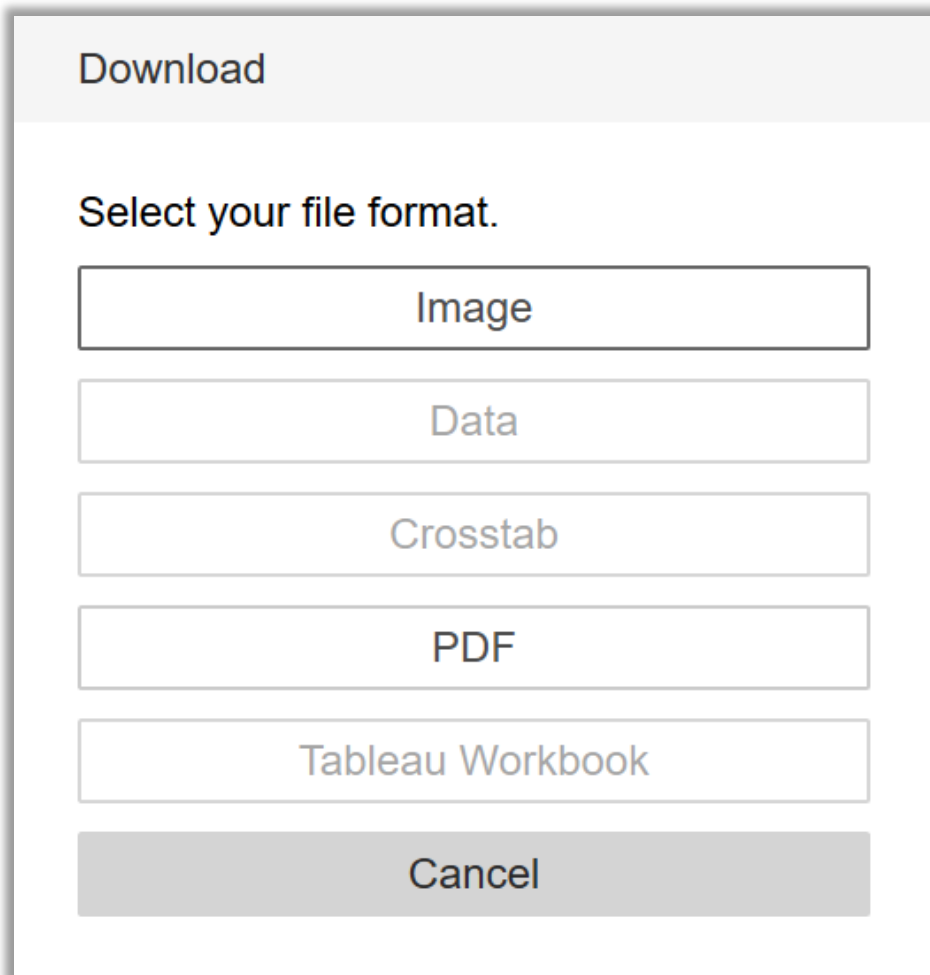 Download
Select your file format.
Image
Data
Crosstab
PDF
Tableau Workbook
Cancel